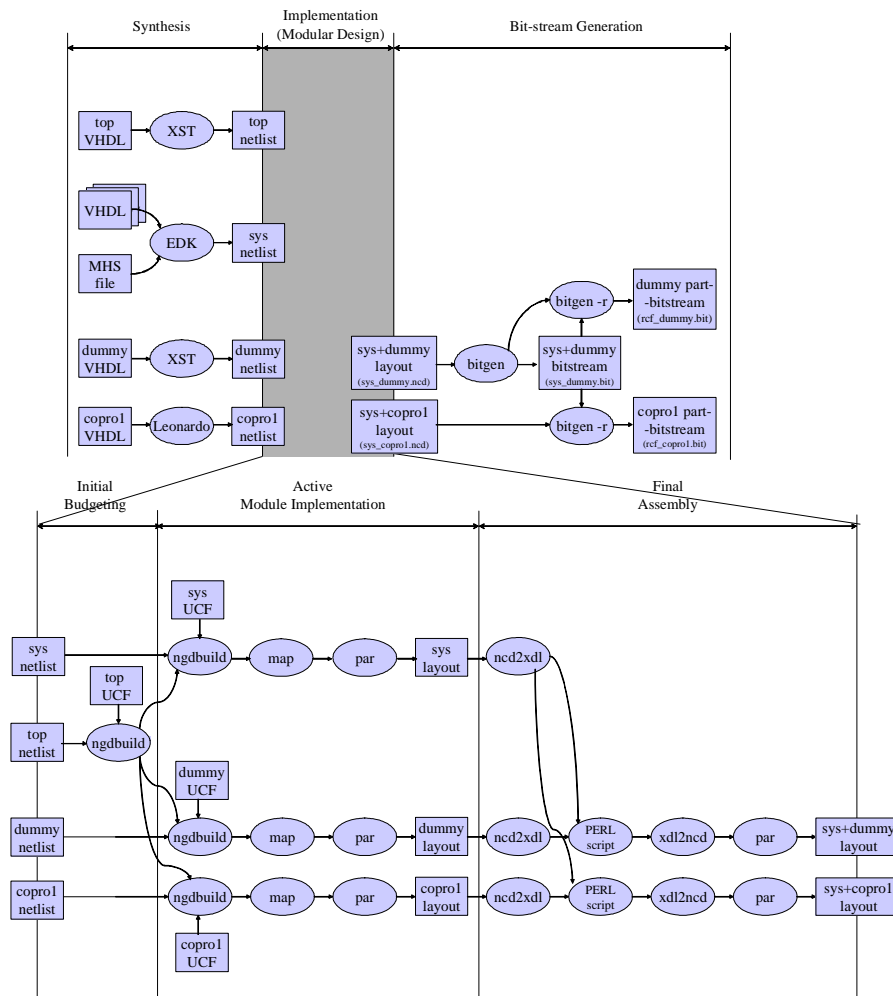 Synthesis
Implementation
(Modular Design)
Bit-stream Generation
top
VHDL
XST
top
netlist
VHDL
EDK
sys
netlist
MHS
file
dummy part-
-bitstream
(rcf_dummy.bit)
bitgen -r
dummy
VHDL
XST
dummy
netlist
sys+dummy
layout
(sys_dummy.ncd)
bitgen
sys+dummy
bitstream
(sys_dummy.bit)
copro1
VHDL
Leonardo
copro1
netlist
sys+copro1
layout
(sys_copro1.ncd)
bitgen -r
copro1 part-
-bitstream
(rcf_copro1.bit)
Initial
Budgeting
Active
Module Implementation
Final
Assembly
sys
UCF
sys
netlist
ngdbuild
map
par
sys
layout
ncd2xdl
top
UCF
top
netlist
ngdbuild
dummy
UCF
dummy
netlist
ngdbuild
map
par
dummy
layout
ncd2xdl
PERL
script
xdl2ncd
par
sys+dummy
layout
copro1
netlist
ngdbuild
map
par
copro1
layout
ncd2xdl
PERL
script
xdl2ncd
par
sys+copro1
layout
copro1
UCF